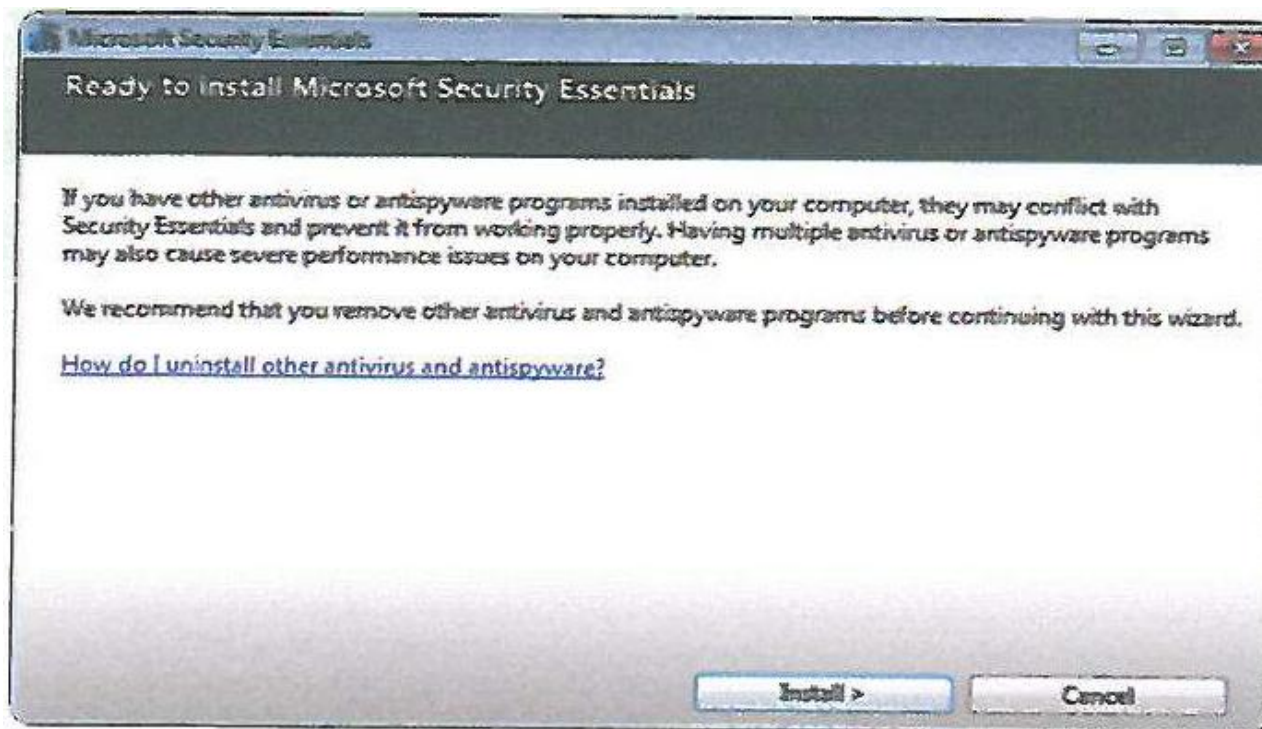 Microsoft Security Essentials
Ready to install Microsoft Security Essentials
If you have other antivirus or antispyware programs installed on your computer, they may conflict with
Security Essentials and prevent it from working properly. Having multiple antivirus or antispyware programs
may also cause severe performance issues on your computer.
We recommend that you remove other antivirus and antispyware programs before continuing with this wizard.
How do I uninstall other antivirus and antispyware?
Install >
Cancel